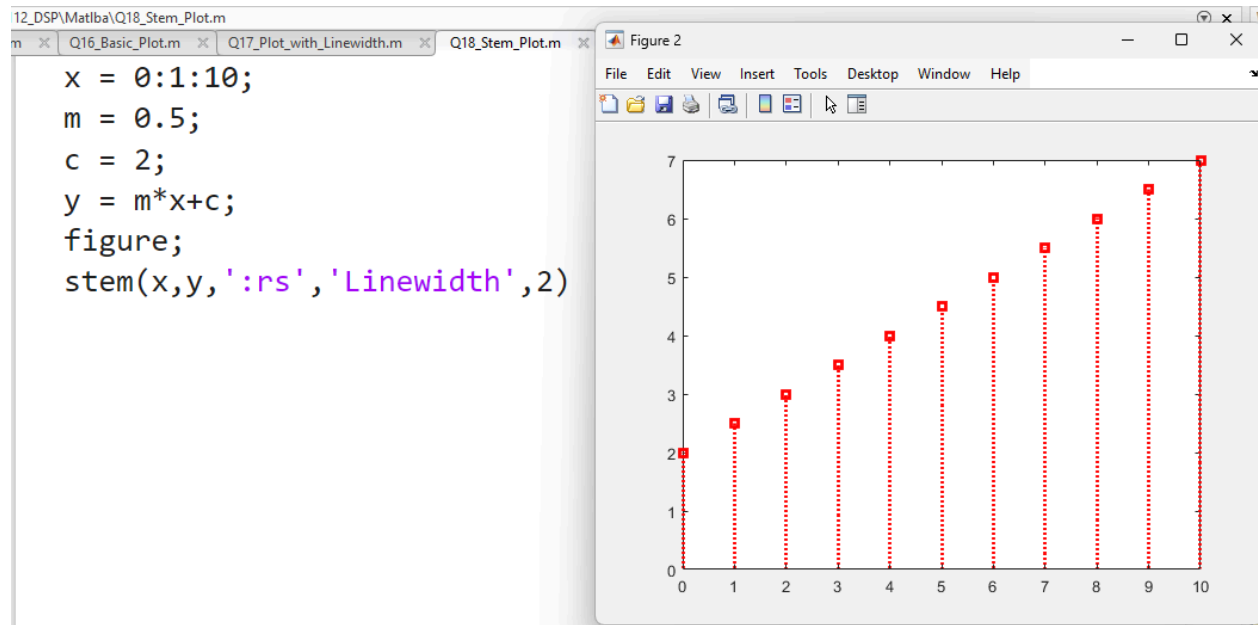 12_DSP\Matlba\Q18_Stem_Plot.m
m Q16_Basic_Plot.m Q17_Plot_with_Linewidth.m Q18_Stem_Plot.m
x = 0:1:10;
m = 0.5;
c = 2;
y = m*x+c;
figure;
stem(x,y,':rs','Linewidth',2)
Figure 2
File Edit View Insert Tools Desktop Window Help
7
6
5
4
3
2
1
0
0 1 2 3 4 5 6 7 8 9 10